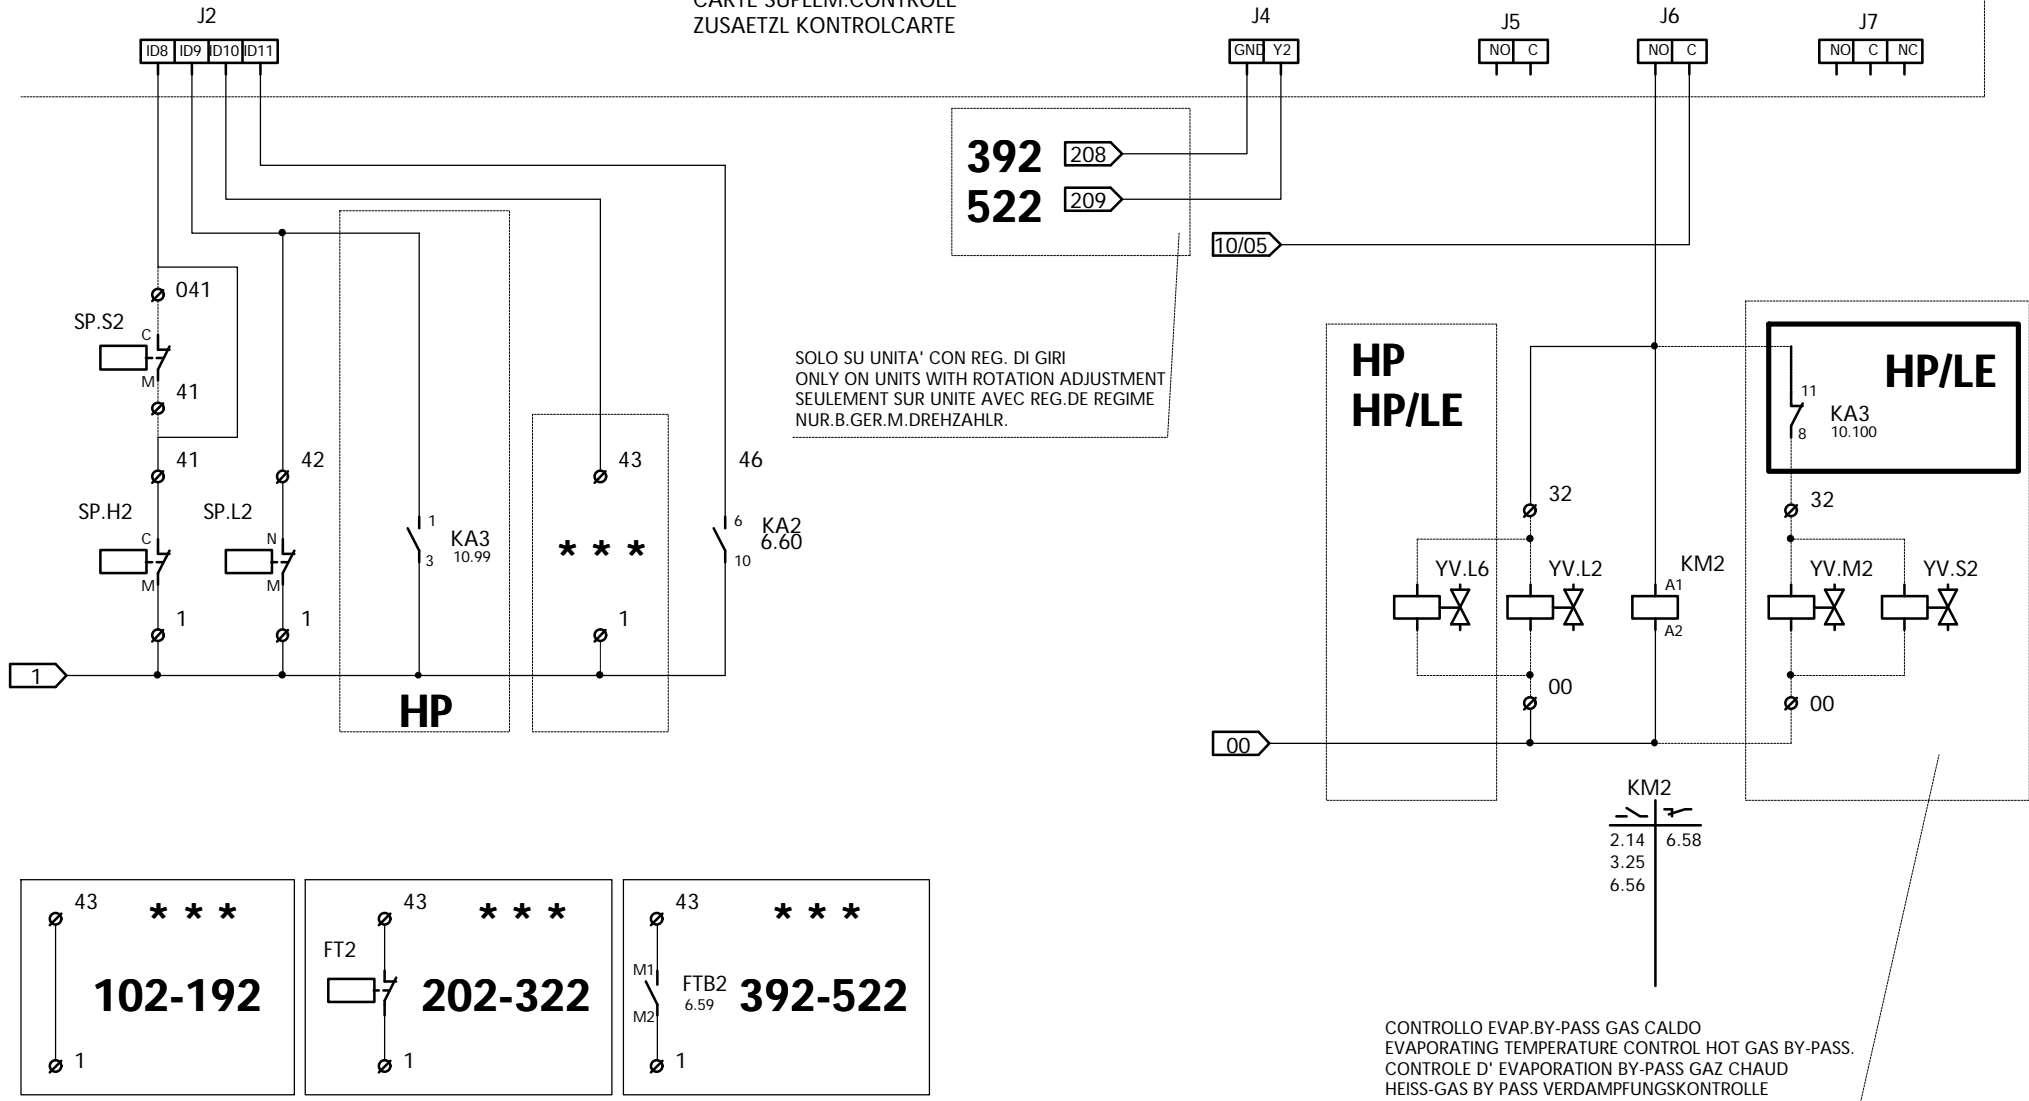 CARTE SUPLEM.CONTROLE
ZUSAETZL KONTROLCARTE
J2
ID8 ID9 ID10 ID11
J4
GND Y2
J5
NO C
J6
NO C
J7
NO C NC
392 208
522 209
10/05
SOLO SU UNITA' CON REG. DI GIRI
ONLY ON UNITS WITH ROTATION ADJUSTMENT
SEULEMENT SUR UNITE AVEC REG.DE REGIME
NUR.B.GER.M.DREHZAHLR.
041
SP.S2
C
M
41
41
SP.H2
C
M
1
42
SP.L2
N
M
1
1
KA3
3
10.99
HP
43
* * *
1
46
6
KA2
6.60
10
1
HP
HP/LE
HP/LE
11
KA3
8
10.100
32
YV.L6
YV.L2
00
KM2
A1
A2
32
YV.M2
YV.S2
00
00
KM2
2.14 6.58
3.25
6.56
43 * * *
102-192
1
43 * * *
FT2
202-322
1
43 * * *
M1
FTB2
6.59
M2
392-522
1
CONTROLLO EVAP.BY-PASS GAS CALDO
EVAPORATING TEMPERATURE CONTROL HOT GAS BY-PASS.
CONTROLE D' EVAPORATION BY-PASS GAZ CHAUD
HEISS-GAS BY PASS VERDAMPFUNGSKONTROLLE